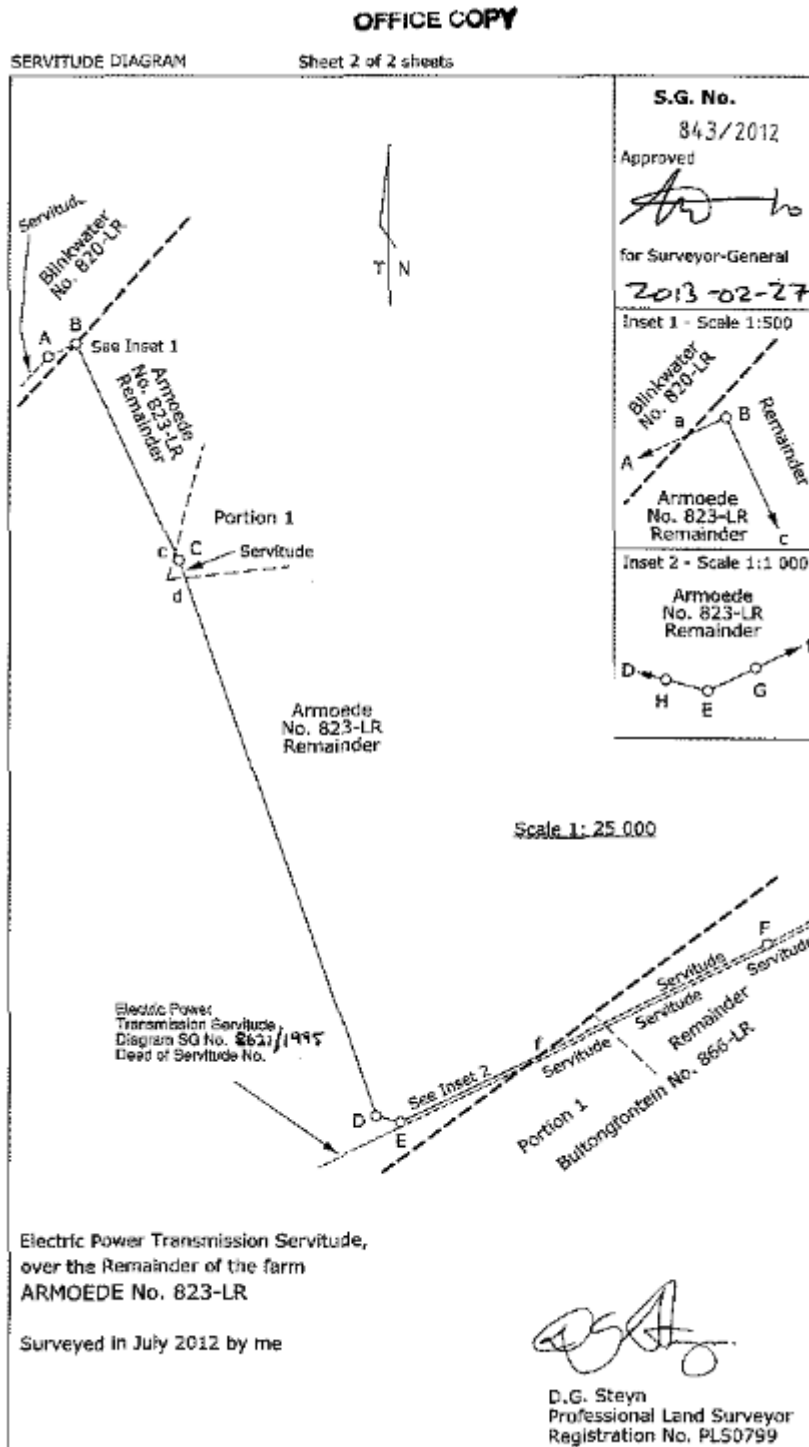 OFFICE COPY
SERVITUDE DIAGRAM
Sheet 2 of 2 sheets
S.G. No.
843/2012
Approved
for Surveyor-General
2013-02-27
Servitude
Blinkwater
No. 820-LR
A
B
See Inset 1
Armoede
No. 823-LR
Remainder
T N
Portion 1
c C
Servitude
d
Armoede
No. 823-LR
Remainder
Inset 1 - Scale 1:500
Blinkwater
No. 820-LR
a
B
A
Remainder
Armoede
No. 823-LR
Remainder
c
Inset 2 - Scale 1:1 000
Armoede
No. 823-LR
Remainder
D
H
E
G
f
Scale 1: 25 000
F
Servitude
Servitude
Servitude
Servitude
Remainder
f
See Inset 2
Electric Power
Transmission Servitude
Diagram SG No. /1995
Deed of Servitude No.
D
E
Portion 1
Bultongfontein No. 866-LR
Electric Power Transmission Servitude,
over the Remainder of the farm
ARMOEDE No. 823-LR
Surveyed in July 2012 by me
D.G. Steyn
Professional Land Surveyor
Registration No. PLS0799